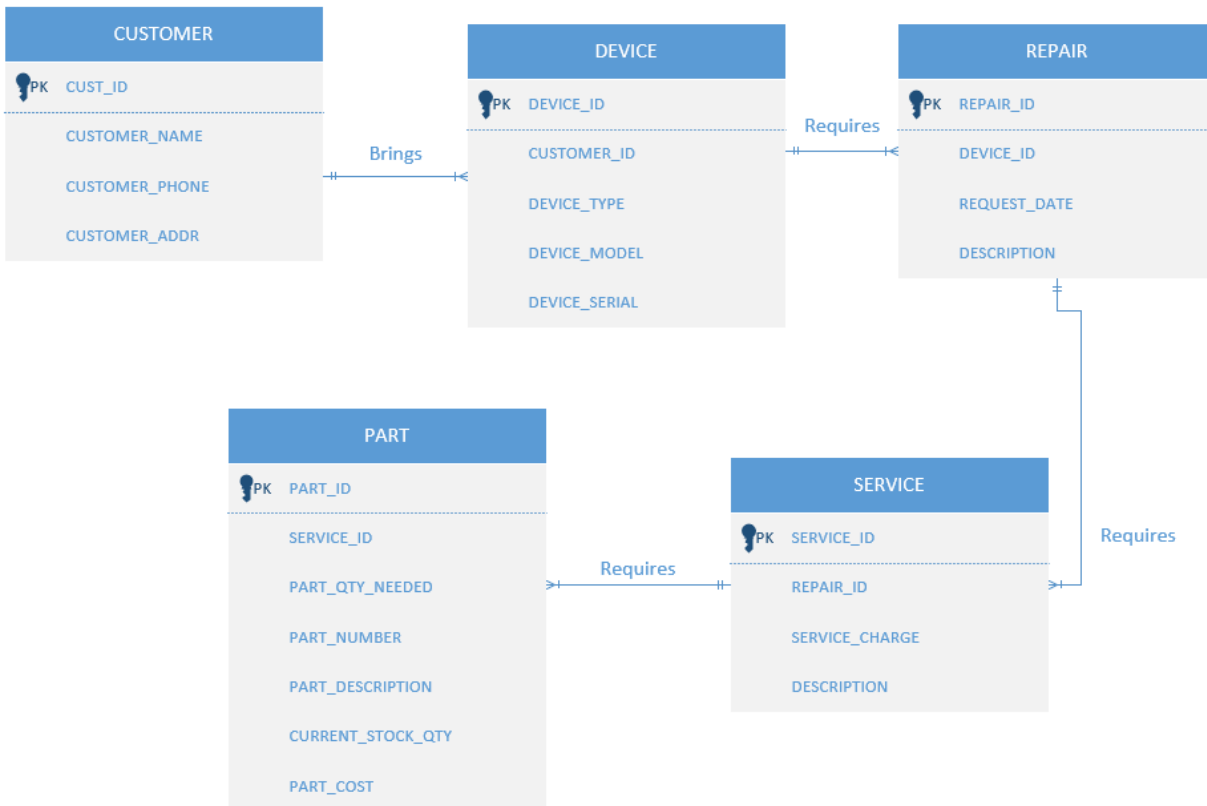 CUSTOMER
PK CUST_ID
CUSTOMER_NAME
CUSTOMER_PHONE
CUSTOMER_ADDR
Brings
DEVICE
PK DEVICE_ID
CUSTOMER_ID
DEVICE_TYPE
DEVICE_MODEL
DEVICE_SERIAL
Requires
REPAIR
PK REPAIR_ID
DEVICE_ID
REQUEST_DATE
DESCRIPTION
PART
PK PART_ID
SERVICE_ID
PART_QTY_NEEDED
PART_NUMBER
PART_DESCRIPTION
CURRENT_STOCK_QTY
PART_COST
Requires
SERVICE
PK SERVICE_ID
REPAIR_ID
SERVICE_CHARGE
DESCRIPTION
Requires